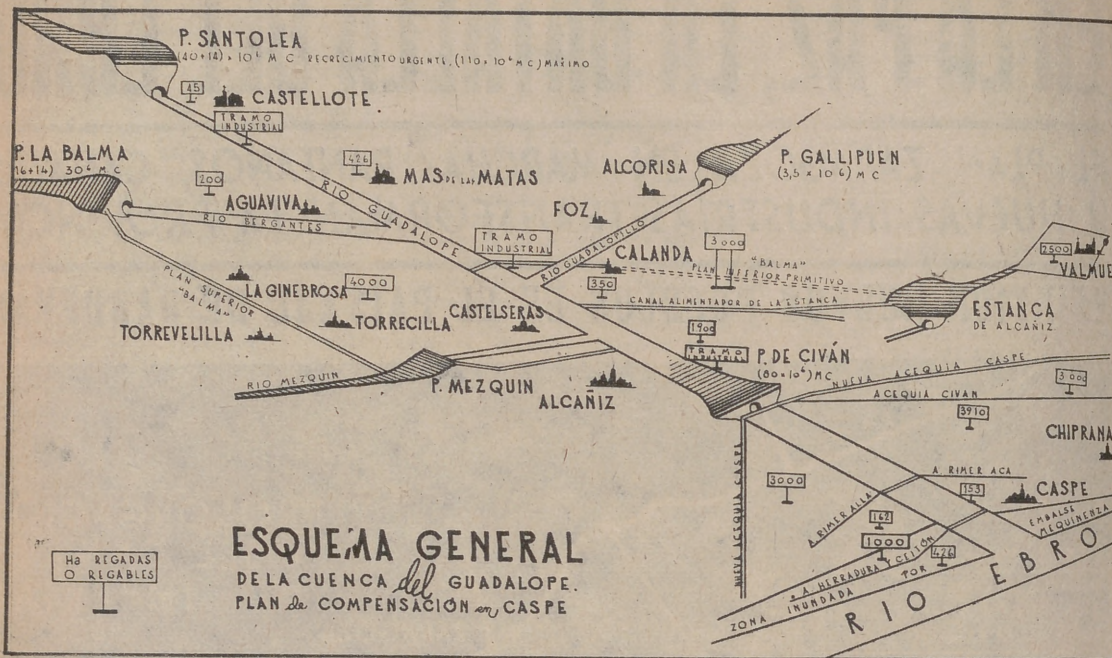 P. SANTOLEA
(40+14) × 10⁶ M C RECRECIMIENTO URGENTE, (110 × 10⁶ M C) MAXIMO
45
CASTELLOTE
TRAMO
INDUSTRIAL
P. LA BALMA
16+14) 30⁶ M C
426
MAS DE LAS MATAS
200
AGUAVIVA
RIO BERGANTES
RIO GUADALOPE
ALCORISA
P. GALLIPUEN
(3,5 × 10 6) M C
FOZ
RIO GUADALOPILLO
TRAMO
INDUSTRIAL
CALANDA
3000
"BALMA"
PLAN INFERIOR PRIMITIVO
350
CANAL ALIMENTADOR DE LA ESTANCA
2500
VALMUE
ESTANCA
DE ALCAÑIZ
PLAN SUPERIOR
"BALMA"
LA GINEBROSA
4000
TORREVELILLA
TORRECILLA
CASTELSERAS
1900
TRAMO
INDUSTRIAL
P. DE CIVÁN
(80×10⁶) MC
RIO MEZQUIN
P. MEZQUIN
ALCAÑIZ
NUEVA ACEQUIA CASPE
3000
ACEQUIA CIVAN
3910
CHIPRANA
NUEVA ACEQUIA CASPE
3000
A. RIMER ACA
153
CASPE
A. RIMER ALLA
162
1000
426
EMBALSE
MEQUINENZA
A. HERRADURA Y CEITÓN
ZONA INUNDADA POR
RIO EBRO
Ha REGADAS
O REGABLES
ESQUEMA GENERAL
DE LA CUENCA del GUADALOPE.
PLAN de COMPENSACIÓN en CASPE